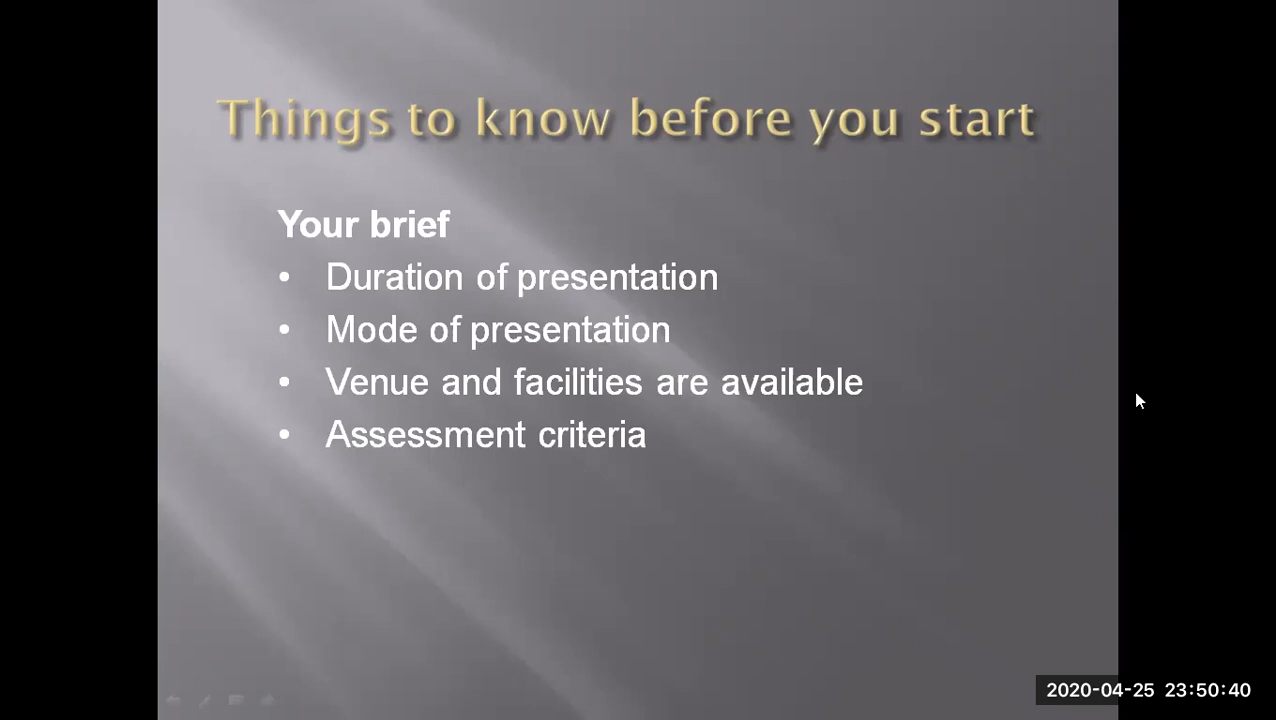 Things to know before you start
Your brief
• Duration of presentation
• Mode of presentation
• Venue and facilities are available
• Assessment criteria
2020-04-25 23:50:40